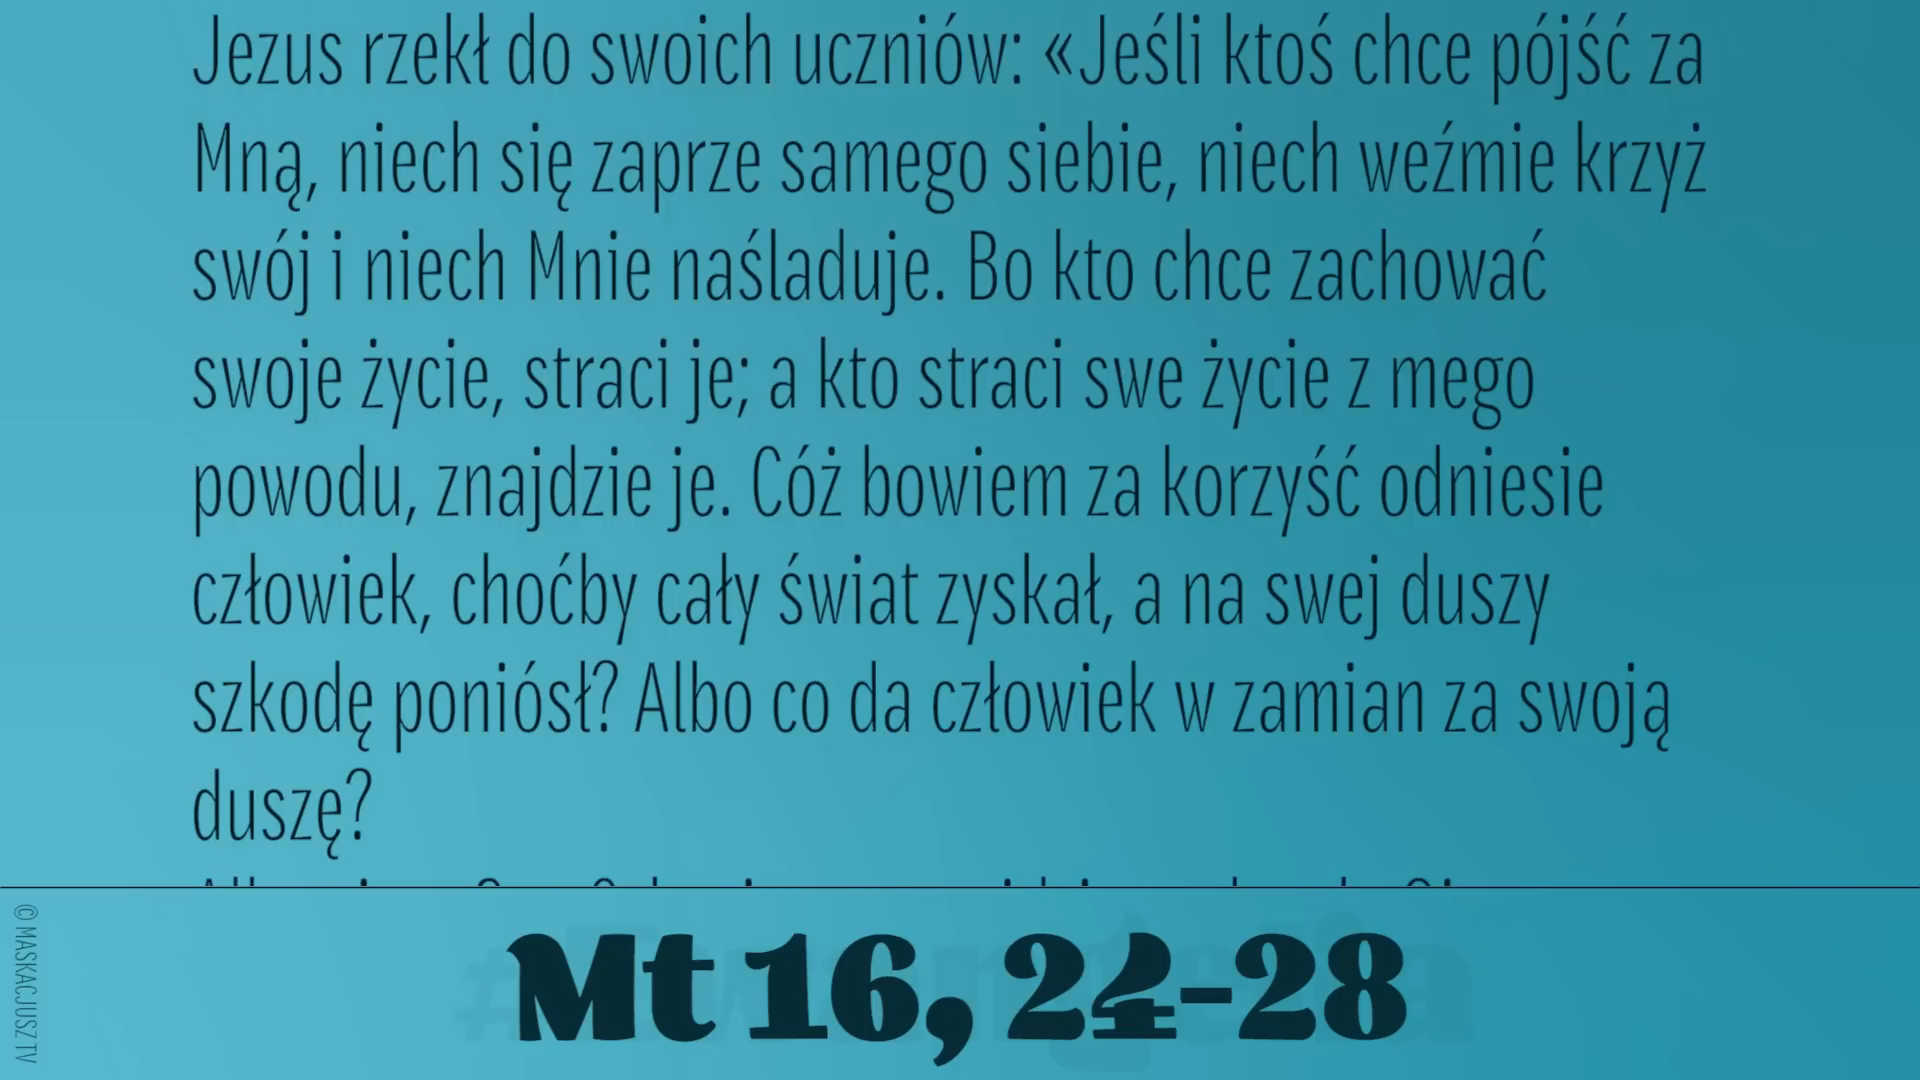 Jezus rzekł do swoich uczniów: «Jeśli ktoś chce pójść za
Mną, niech się zaprze samego siebie, niech weźmie krzyż
swój i niech Mnie naśladuje. Bo kto chce zachować
swoje życie, straci je; a kto straci swe życie z mego
powodu, znajdzie je. Cóż bowiem za korzyść odniesie
człowiek, choćby cały świat zyskał, a na swej duszy
szkodę poniósł? Albo co da człowiek w zamian za swoją
duszę?
Mt 16, 24-28
© MASKACJUSZ TV